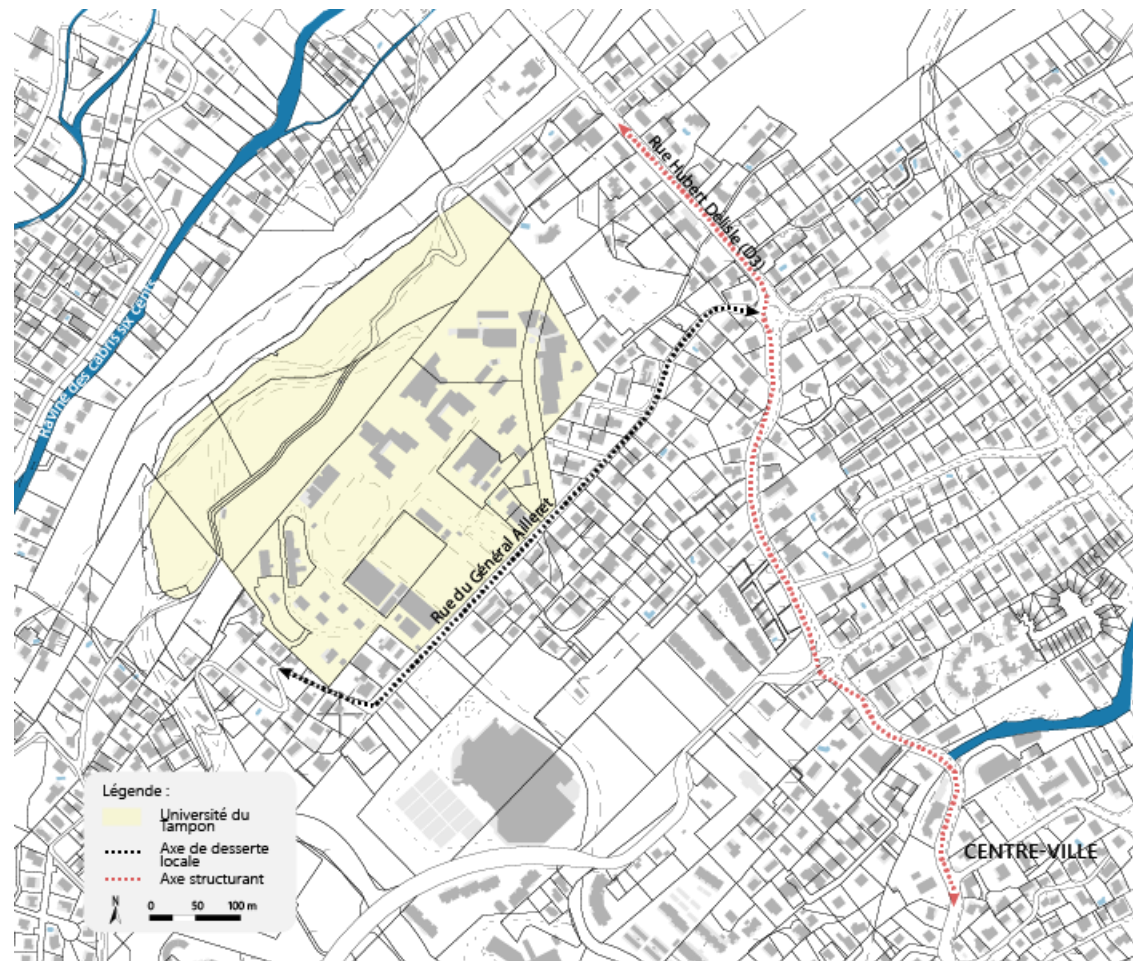 Rue Hubert Delisle (D3)
Ravine des cabris six cents
Rue du Général Ailleret
CENTRE-VILLE
Légende :
Université du
Tampon
Axe de desserte
locale
Axe structurant
N
0 50 100 m